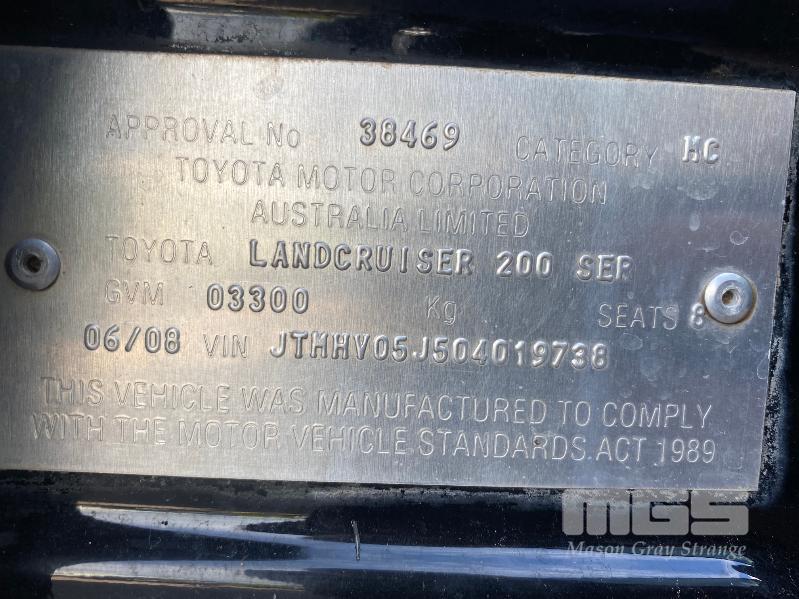 APPROVAL No 38469 CATEGORY MC
TOYOTA MOTOR CORPORATION
AUSTRALIA LIMITED
TOYOTA LANDCRUISER 200 SER
GVM 03300 Kg SEATS 8
06/08 VIN JTMHV05J504019738
THIS VEHICLE WAS MANUFACTURED TO COMPLY
WITH THE MOTOR VEHICLE STANDARDS ACT 1989
MGS
Mason Gray Strange